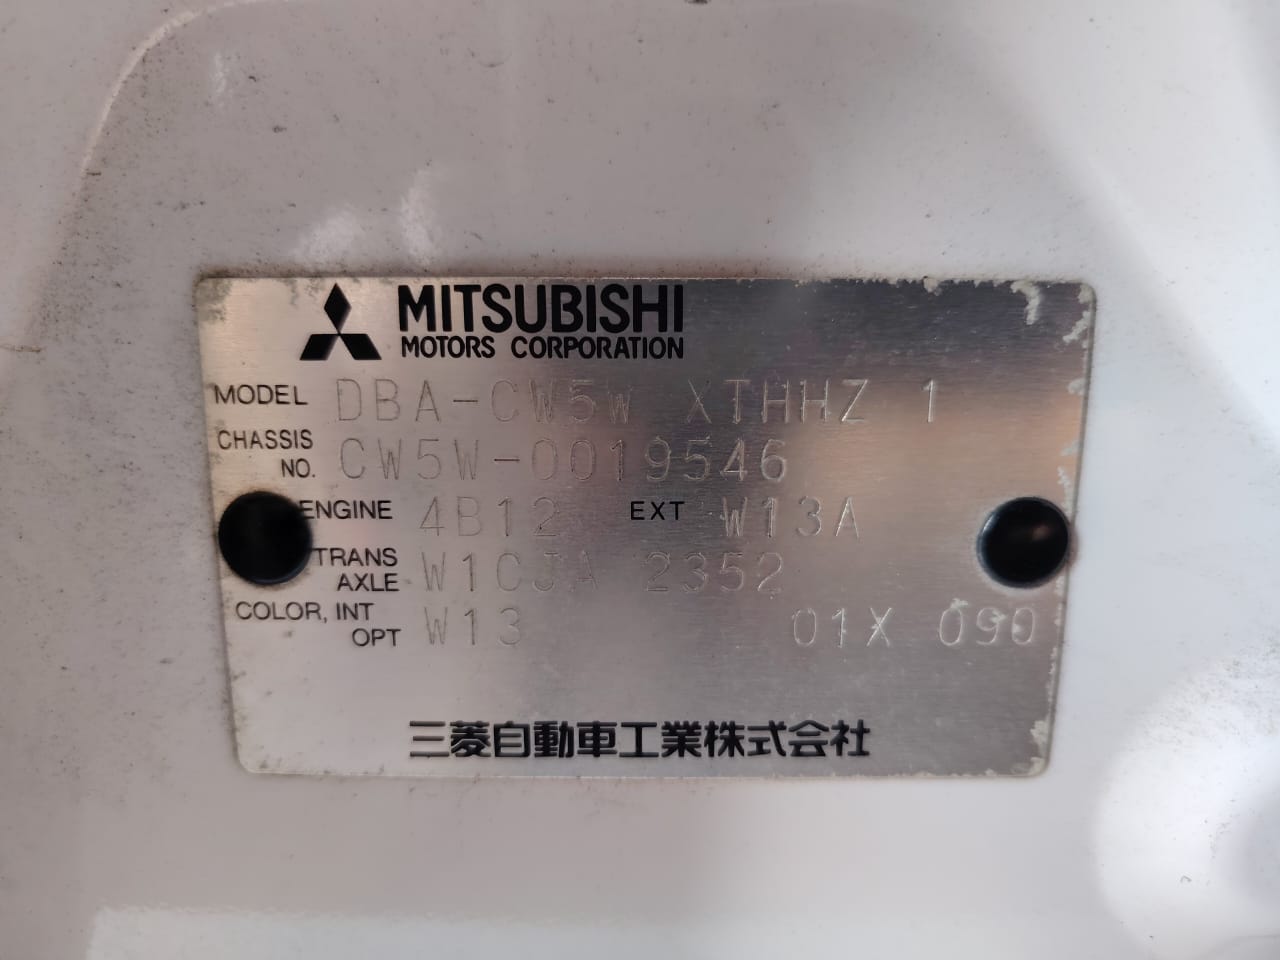 MITSUBISHI
MOTORS CORPORATION
MODEL DBA-CW5W XTHHZ 1
CHASSIS NO. CW5W-0019546
ENGINE 4B12 EXT W13A
TRANS AXLE W1CJA 2352
COLOR, INT OPT W13 01X 090
三菱自動車工業株式会社